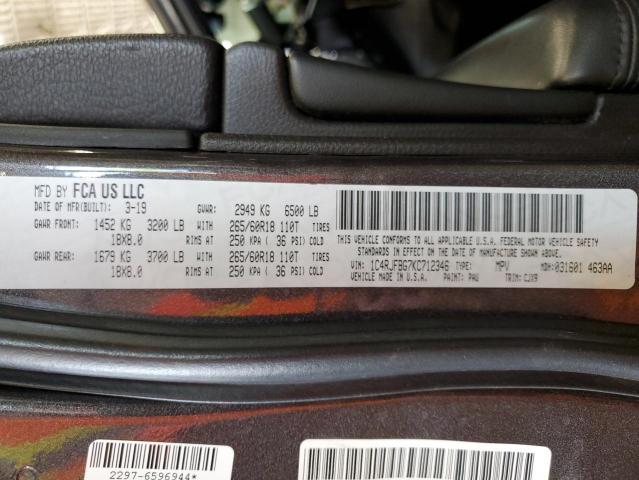 MFD BY FCA US LLC
DATE OF MFR(BUILT): 3-19 GVWR: 2949 KG 6500 LB
GAWR FRONT: 1452 KG 3200 LB WITH 265/60R18 110T TIRES
18X8.0 RIMS AT 250 KPA ( 36 PSI) COLD
GAWR REAR: 1679 KG 3700 LB WITH 265/60R18 110T TIRES
18X8.0 RIMS AT 250 KPA ( 36 PSI) COLD
THIS VEHICLE CONFORMS TO ALL APPLICABLE U.S.A. FEDERAL MOTOR VEHICLE SAFETY
STANDARDS IN EFFECT ON THE DATE OF MANUFACTURE SHOWN ABOVE.
VIN: 1C4RJFBG7KC712346 TYPE: MPV MDH:031601 463AA
VEHICLE MADE IN U.S.A. PAINT: PAU TRIM: CJX9
2297-6596944*